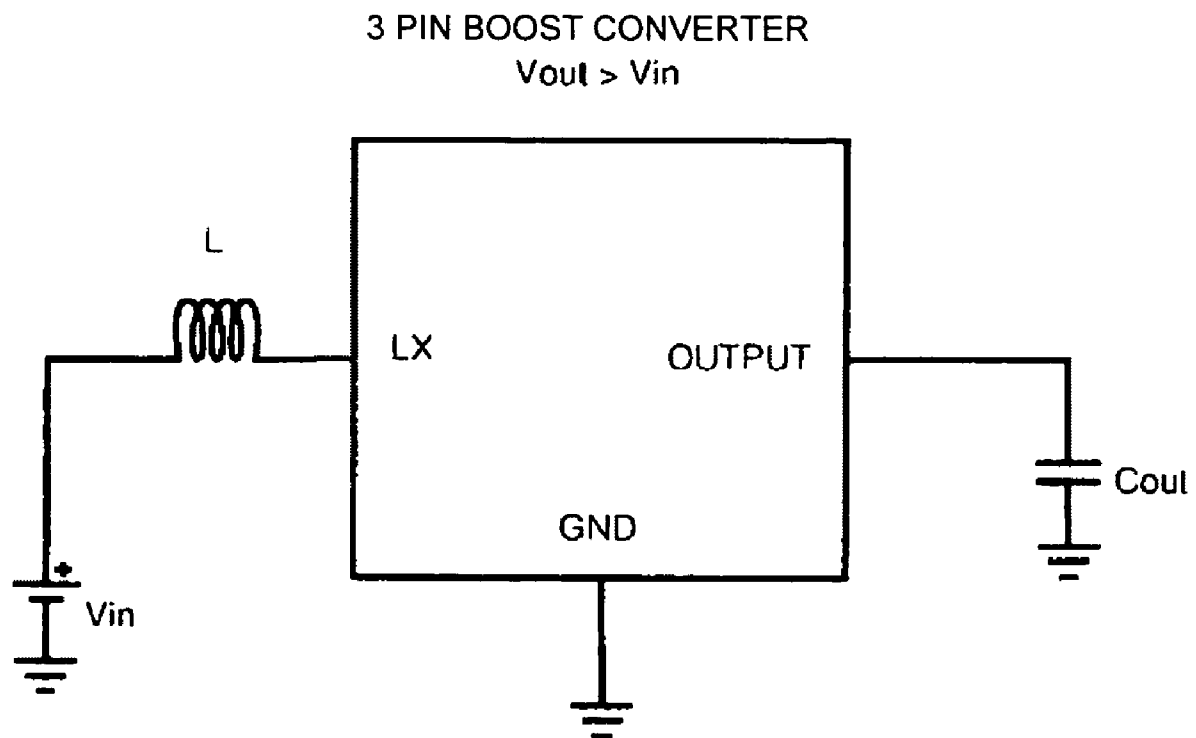 3 PIN BOOST CONVERTER
Vout > Vin
L
LX
OUTPUT
Cout
GND
+
Vin